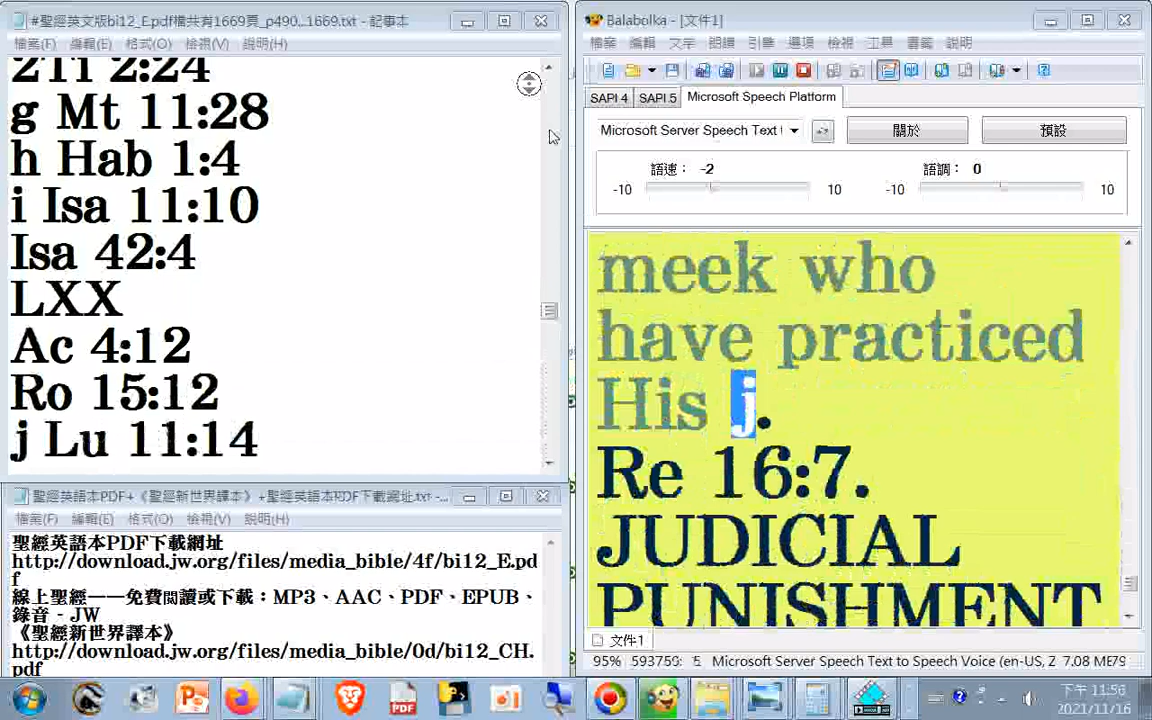 #聖經英文版bi12_E.pdf檔共有1669頁_p490,..1669.txt - 記事本
檔案(F) 編輯(E) 格式(O) 檢視(V) 說明(H)
2Ti 2:24
g Mt 11:28
h Hab 1:4
i Isa 11:10
Isa 42:4
LXX
Ac 4:12
Ro 15:12
j Lu 11:14
聖經英語本PDF+《聖經新世界譯本》+聖經英語本PDF下載網址.txt -...
檔案(F) 編輯(E) 格式(O) 檢視(V) 說明(H)
聖經英語本PDF下載網址
http://download.jw.org/files/media_bible/4f/bi12_E.pd
f
線上聖經——免費閱讀或下載：MP3、AAC、PDF、EPUB、
錄音 - JW
《聖經新世界譯本》
http://download.jw.org/files/media_bible/0d/bi12_CH.
pdf
Balabolka - [文件1]
檔案 編輯 文字 朗讀 引擎 選項 檢視 工具 書籤 說明
SAPI 4 SAPI 5 Microsoft Speech Platform
Microsoft Server Speech Text 關於 預設
語速： -2 語調： 0
-10 10 -10 10
meek who
have practiced
His j.
Re 16:7.
JUDICIAL
PUNISHMENT
文件1
95% Microsoft Server Speech Text to Speech Voice (en-US, Z 7.08 ME
下午 11:56
2021/11/16